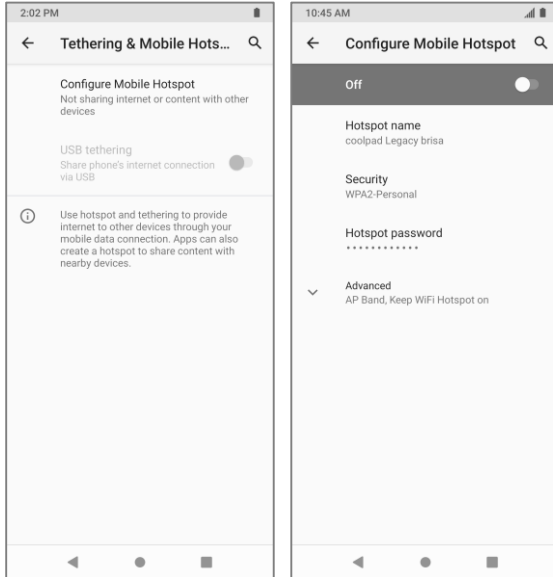 2:02 PM
Tethering & Mobile Hots...
Configure Mobile Hotspot
Not sharing internet or content with other
devices
USB tethering
Share phone's internet connection
via USB
Use hotspot and tethering to provide
internet to other devices through your
mobile data connection. Apps can also
create a hotspot to share content with
nearby devices.
10:45 AM
Configure Mobile Hotspot
Off
Hotspot name
coolpad Legacy brisa
Security
WPA2-Personal
Hotspot password
············
Advanced
AP Band, Keep WiFi Hotspot on